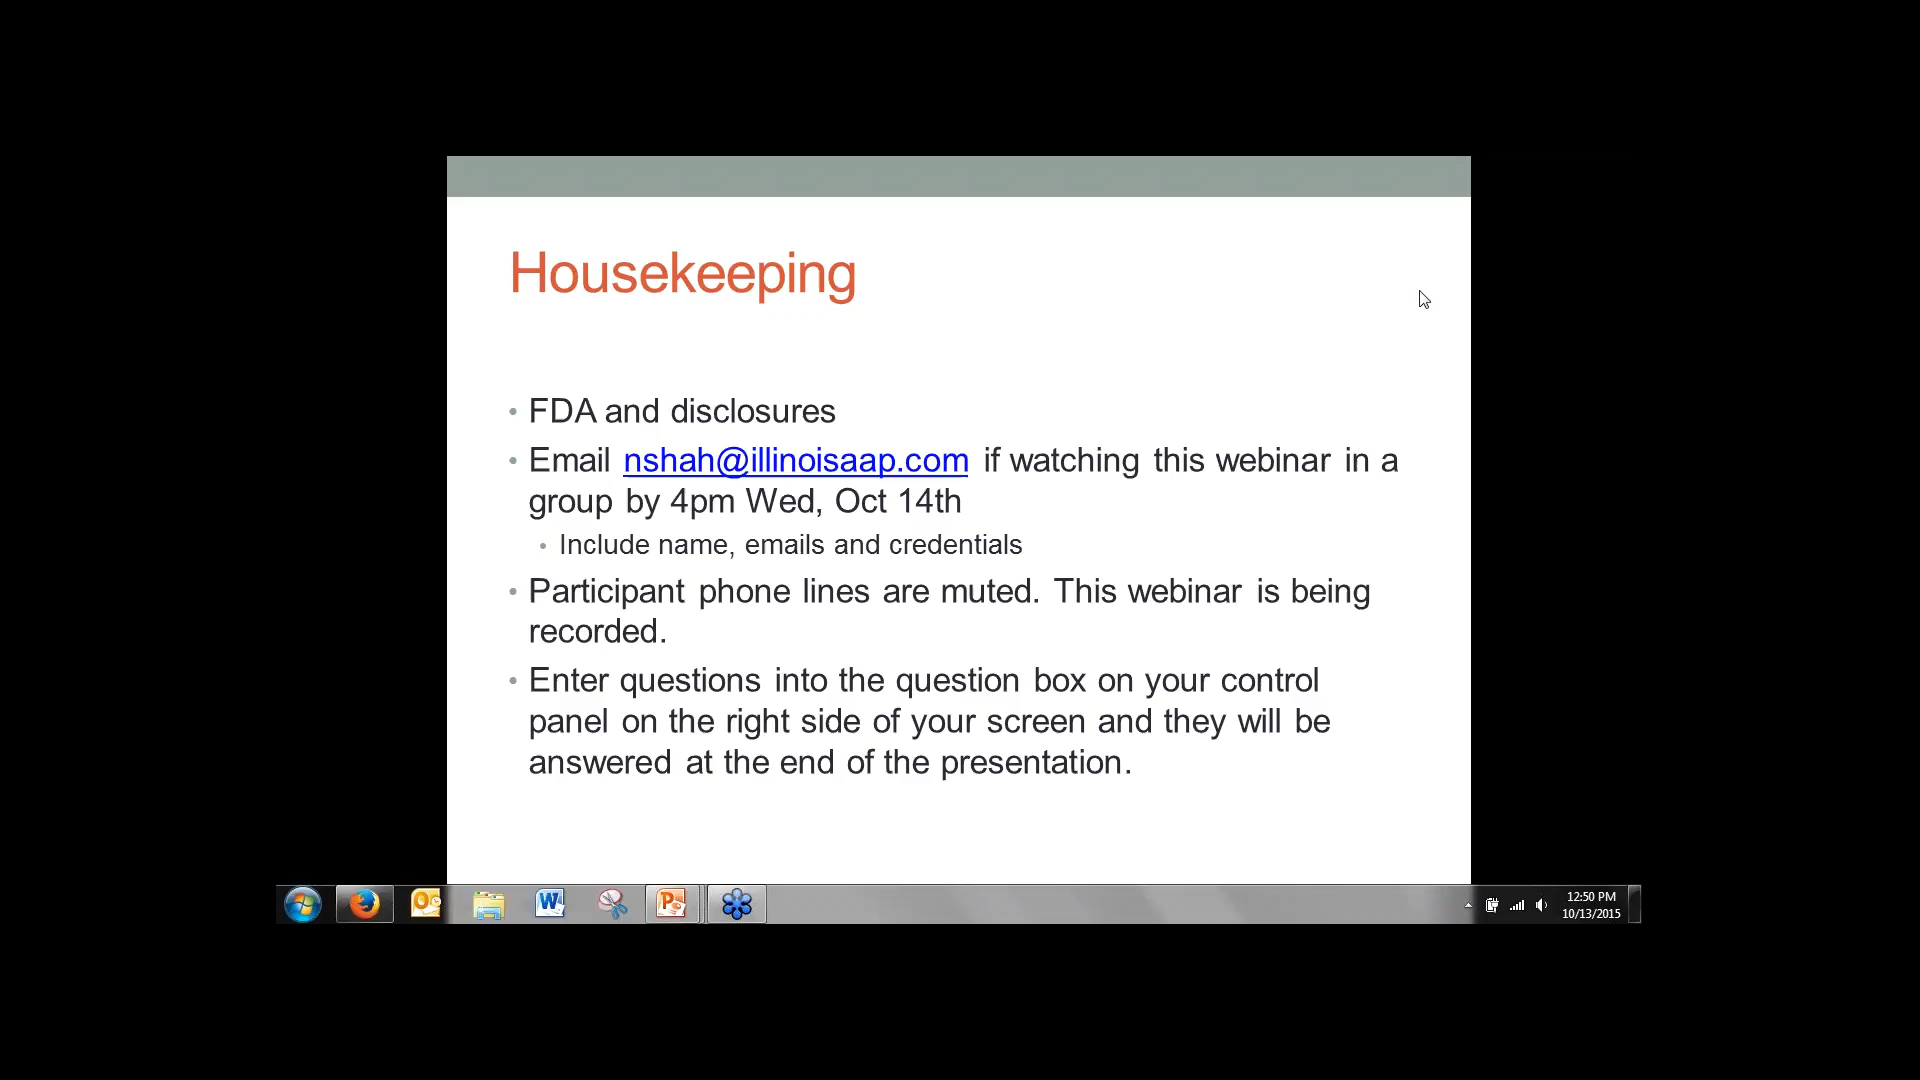 Housekeeping
• FDA and disclosures
• Email nshah@illinoisaap.com if watching this webinar in a
group by 4pm Wed, Oct 14th
• Include name, emails and credentials
• Participant phone lines are muted. This webinar is being
recorded.
• Enter questions into the question box on your control
panel on the right side of your screen and they will be
answered at the end of the presentation.
12:50 PM
10/13/2015